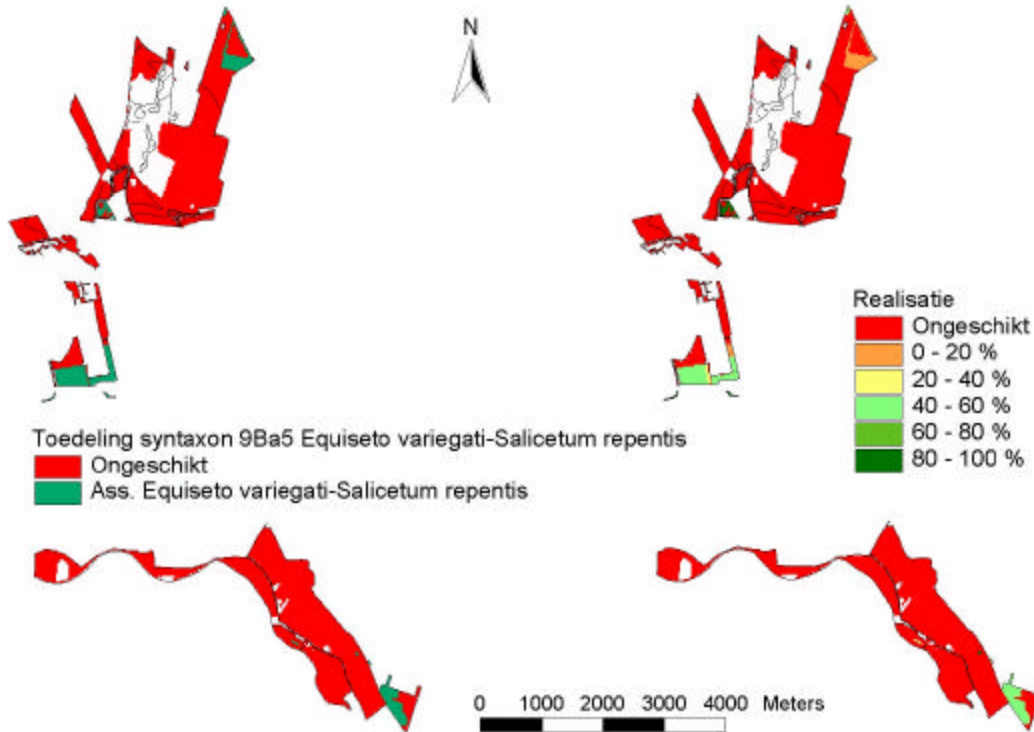 N
Realisatie
Ongeschikt
0 - 20 %
20 - 40 %
40 - 60 %
60 - 80 %
80 - 100 %
Toedeling syntaxon 9Ba5 Equiseto variegati-Salicetum repentis
Ongeschikt
Ass. Equiseto variegati-Salicetum repentis
0 1000 2000 3000 4000 Meters